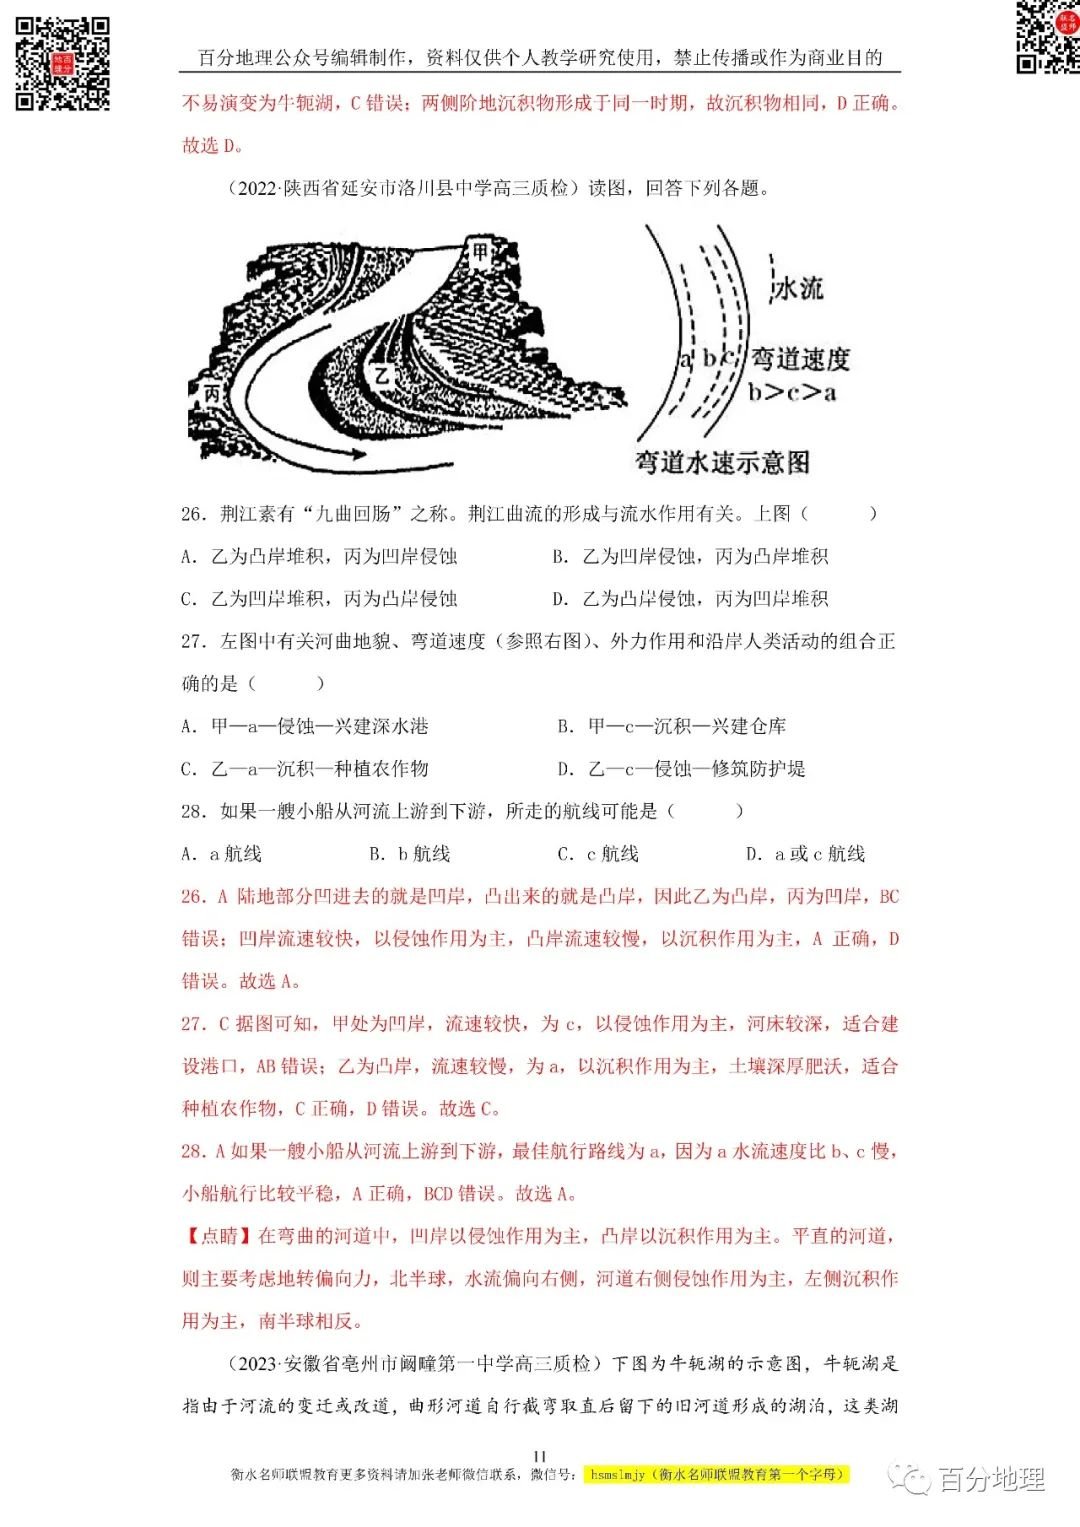 百分地理公众号编辑制作，资料仅供个人教学研究使用，禁止传播或作为商业目的
不易演变为牛轭湖，C 错误；两侧阶地沉积物形成于同一时期，故沉积物相同，D 正确。
故选 D。
（2022·陕西省延安市洛川县中学高三质检）读图，回答下列各题。
甲
乙
丙
水流
a b c 弯道速度
b>c>a
弯道水速示意图
26．荆江素有“九曲回肠”之称。荆江曲流的形成与流水作用有关。上图（ ）
A．乙为凸岸堆积，丙为凹岸侵蚀 B．乙为凹岸侵蚀，丙为凸岸堆积
C．乙为凹岸堆积，丙为凸岸侵蚀 D．乙为凸岸侵蚀，丙为凹岸堆积
27．左图中有关河曲地貌、弯道速度（参照右图）、外力作用和沿岸人类活动的组合正
确的是（ ）
A．甲—a—侵蚀—兴建深水港 B．甲—c—沉积—兴建仓库
C．乙—a—沉积—种植农作物 D．乙—c—侵蚀—修筑防护堤
28．如果一艘小船从河流上游到下游，所走的航线可能是（ ）
A．a 航线 B．b 航线 C．c 航线 D．a 或 c 航线
26．A 陆地部分凹进去的就是凹岸，凸出来的就是凸岸，因此乙为凸岸，丙为凹岸，BC
错误；凹岸流速较快，以侵蚀作用为主，凸岸流速较慢，以沉积作用为主，A 正确，D
错误。故选 A。
27．C 据图可知，甲处为凹岸，流速较快，为 c，以侵蚀作用为主，河床较深，适合建
设港口，AB 错误；乙为凸岸，流速较慢，为 a，以沉积作用为主，土壤深厚肥沃，适合
种植农作物，C 正确，D 错误。故选 C。
28．A 如果一艘小船从河流上游到下游，最佳航行路线为 a，因为 a 水流速度比 b、c 慢，
小船航行比较平稳，A 正确，BCD 错误。故选 A。
【点睛】在弯曲的河道中，凹岸以侵蚀作用为主，凸岸以沉积作用为主。平直的河道，
则主要考虑地转偏向力，北半球，水流偏向右侧，河道右侧侵蚀作用为主，左侧沉积作
用为主，南半球相反。
（2023·安徽省亳州市阚疃第一中学高三质检）下图为牛轭湖的示意图，牛轭湖是
指由于河流的变迁或改道，曲形河道自行截弯取直后留下的旧河道形成的湖泊，这类湖
11
衡水名师联盟教育更多资料请加张老师微信联系，微信号： hsmslmjy（衡水名师联盟教育第一个字母）
百分地理